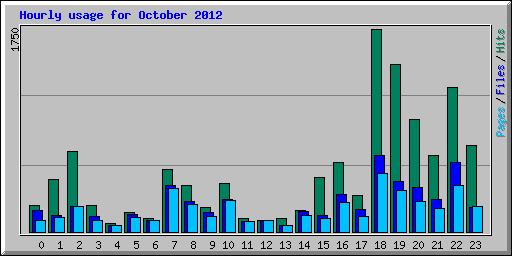 Hourly usage for October 2012
1750
Pages/Files/Hits
0 1 2 3 4 5 6 7 8 9 10 11 12 13 14 15 16 17 18 19 20 21 22 23